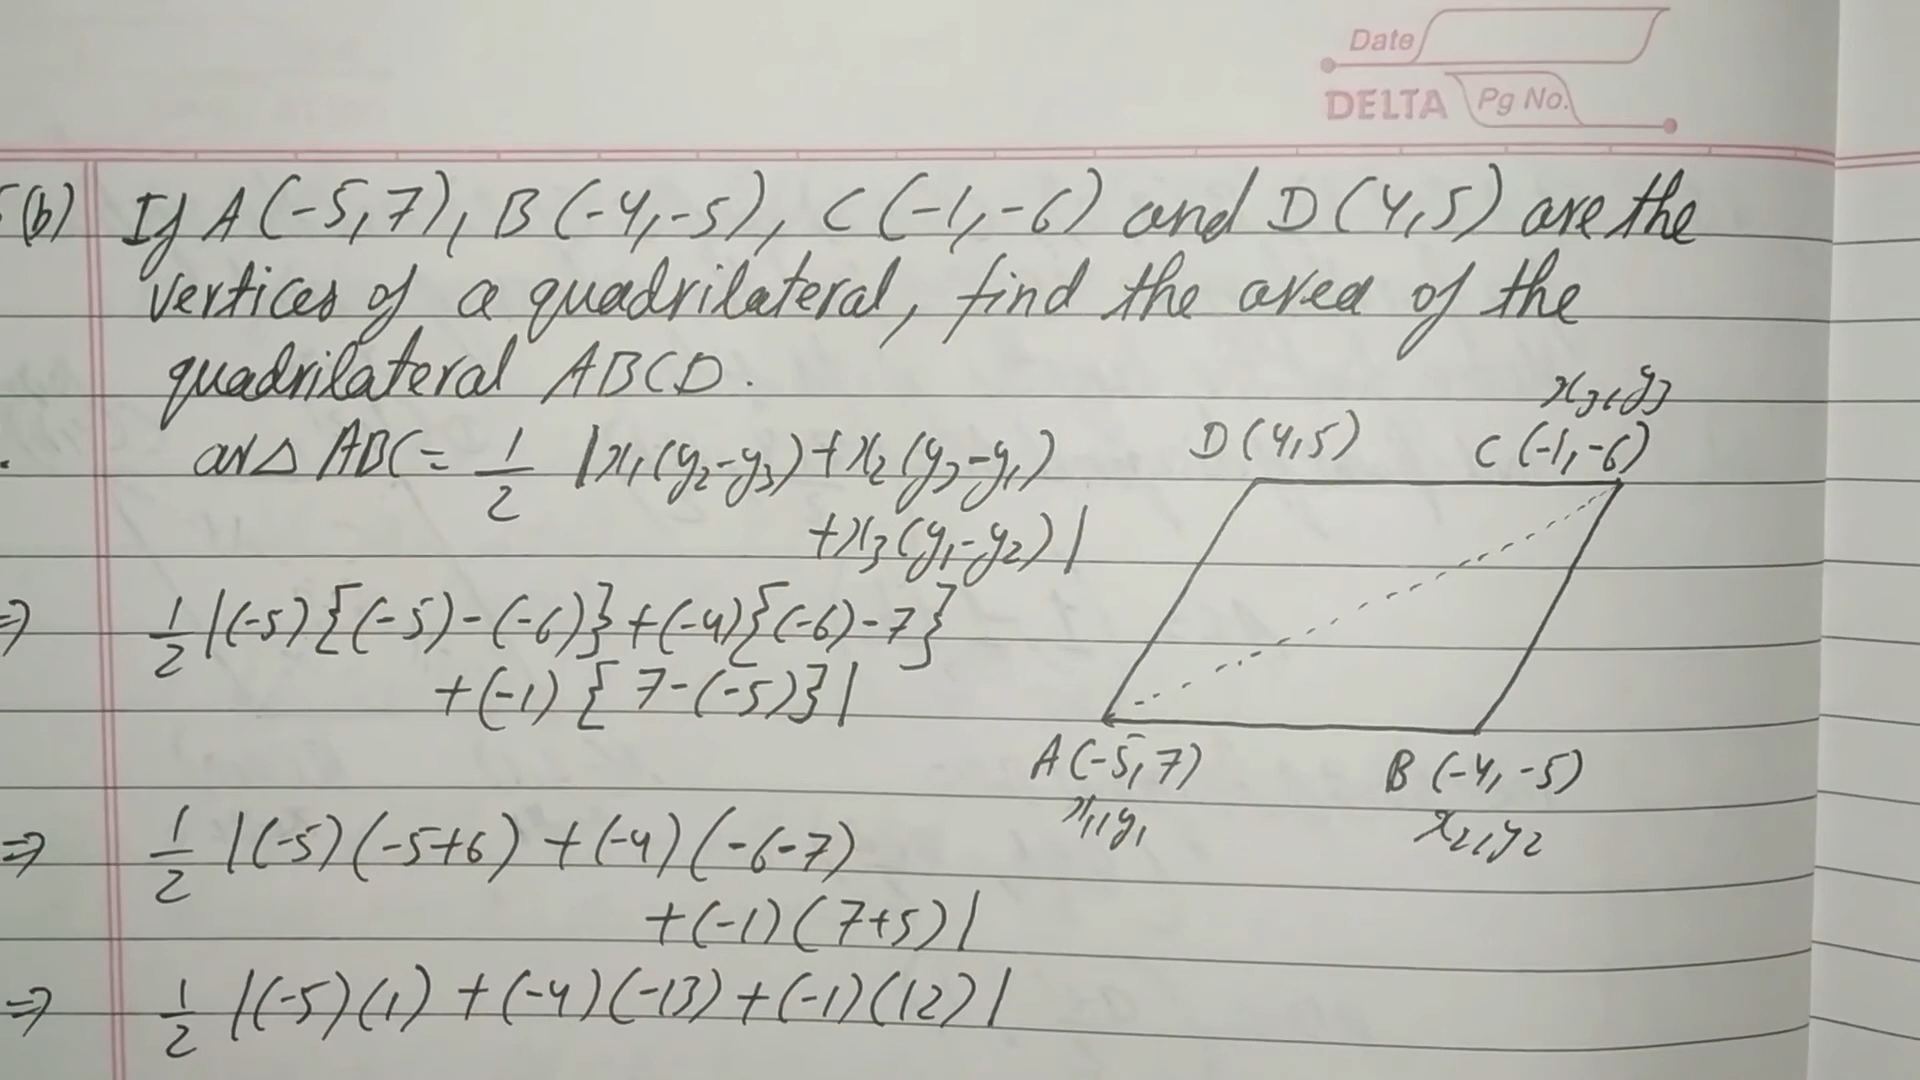 Date
DELTA Pg No.
(b) If A(-5,7), B(-4,-5), C(-1,-6) and D(4,5) are the
vertices of a quadrilateral, find the area of the
quadrilateral ABCD.
ar△ ABC = 1/2 |x₁(y₂-y₃)+x₂(y₃-y₁)
+x₃(y₁-y₂)|
D(4,5)
x₃,y₃
C(-1,-6)
⇒ 1/2 |(-5){(-5)-(-6)}+(-4){(-6)-7}
+(-1){7-(-5)}|
A(-5,7)
x₁,y₁
B(-4,-5)
x₂,y₂
⇒ 1/2 |(-5)(-5+6)+(-4)(-6-7)
+(-1)(7+5)|
⇒ 1/2 |(-5)(1)+(-4)(-13)+(-1)(12)|